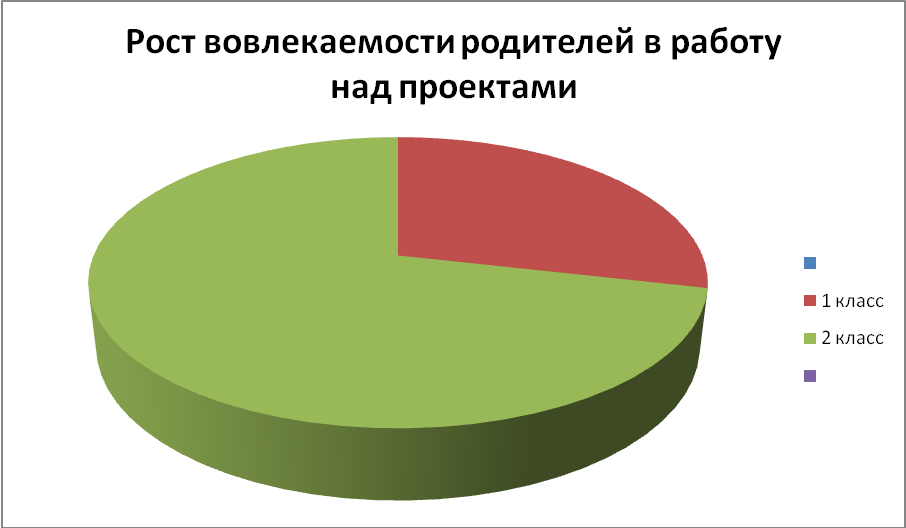 Рост вовлекаемости родителей в работу
над проектами
1 класс
2 класс